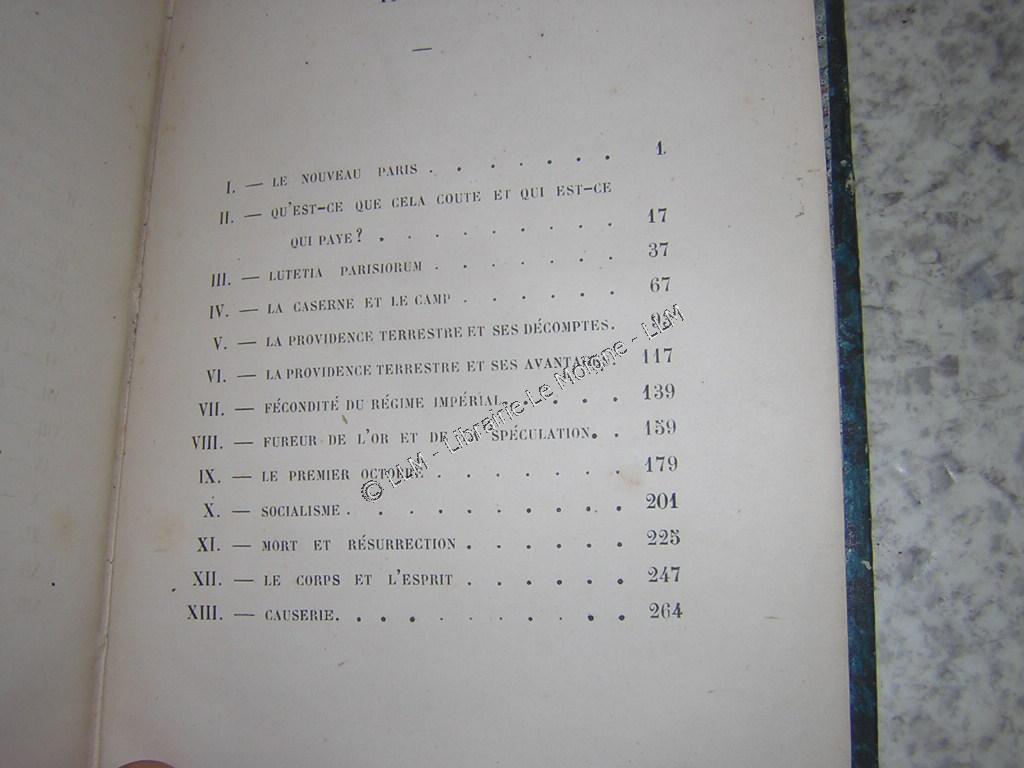 I. — LE NOUVEAU PARIS . . . . . . 1
II. — QU'EST-CE QUE CELA COUTE ET QUI EST-CE
QUI PAYE ? . . . . . . . . . 17
III. — LUTETIA PARISIORUM . . . . . . . 37
IV. — LA CASERNE ET LE CAMP . . . . . . 67
V. — LA PROVIDENCE TERRESTRE ET SES DÉCOMPTES.
VI. — LA PROVIDENCE TERRESTRE ET SES 117
VII. — FÉCONDITÉ DU RÉGIME IMPÉRIAL. . . . . 139
VIII. — FUREUR DE L'OR ET DE LA SPÉCULATION. . 159
IX. — LE PREMIER OCTOBRE . . . . . . . 179
X. — SOCIALISME . . . . . . . . . . 201
XI. — MORT ET RÉSURRECTION . . . . . . 225
XII. — LE CORPS ET L'ESPRIT . . . . . . 247
XIII. — CAUSERIE. . . . . . . . . . 264
© LLM - Librairie Le Moigne - LLM